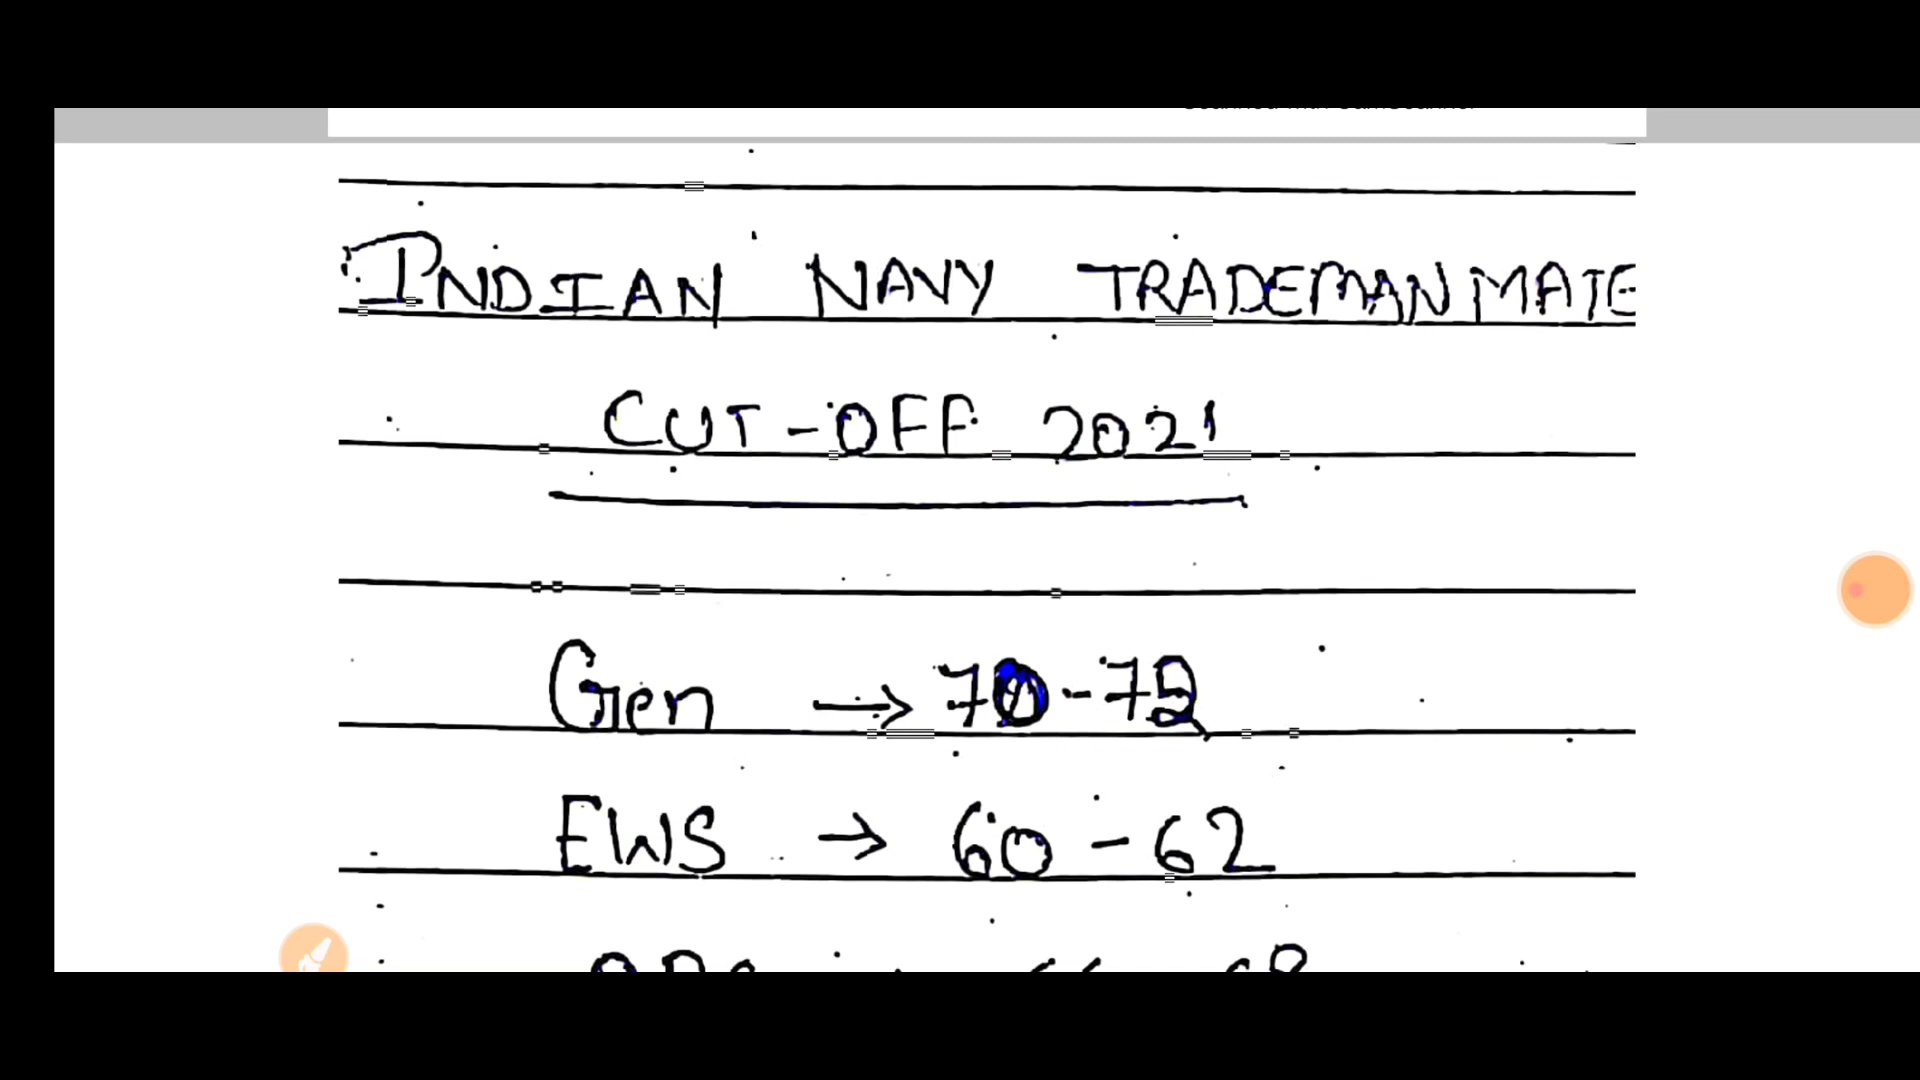 INDIAN NAVY TRADEMAN MATE
CUT-OFF 2021
Gen → 70-72
EWS → 60-62